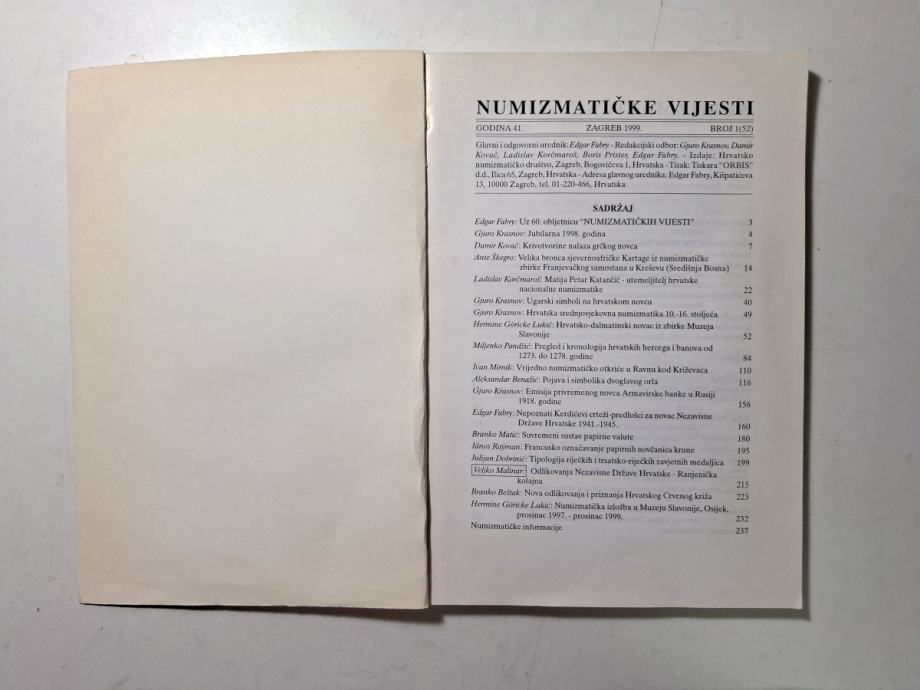 NUMIZMATIČKE VIJESTI
GODINA 41. ZAGREB 1999. BROJ 1(52)
Glavni i odgovorni urednik: Edgar Fabry - Redakcijski odbor: Gjuro Krasnov, Damir
Kovač, Ladislav Korčmaroš, Boris Prister, Edgar Fabry. - Izdaje: Hrvatsko
numizmatičko društvo, Zagreb, Bogovićeva 1, Hrvatska - Tisak: Tiskara "ORBIS"
d.d., Ilica 65, Zagreb, Hrvatska - Adresa glavnog urednika: Edgar Fabry, Kišpatićeva
13, 10000 Zagreb, tel. 01-220-466, Hrvatska
SADRŽAJ
Edgar Fabry: Uz 60. obljetnicu "NUMIZMATIČKIH VIJESTI" 3
Gjuro Krasnov: Jubilarna 1998. godina 4
Damir Kovač: Krivotvorine nalaza grčkog novca 7
Ante Škegro: Velika bronca sjevernoafričke Kartage iz numizmatičke
zbirke Franjevačkog samostana u Kreševu (Središnja Bosna) 14
Ladislav Korčmaroš: Matija Petar Katančić - utemeljitelj hrvatske
nacionalne numizmatike 22
Gjuro Krasnov: Ugarski simboli na hrvatskom novcu 40
Gjuro Krasnov: Hrvatska srednjovjekovna numizmatika 10.-16. stoljeća 49
Hermine Göricke Lukić: Hrvatsko-dalmatinski novac iz zbirke Muzeja
Slavonije 52
Miljenko Pandžić: Pregled i kronologija hrvatskih hercega i banova od
1273. do 1278. godine 84
Ivan Mirnik: Vrijedno numizmatičko otkriće u Ravnu kod Križevaca 110
Aleksandar Benažić: Pojava i simbolika dvoglavog orla 116
Gjuro Krasnov: Emisija privremenog novca Armavirske banke u Rusiji
1918. godine 156
Edgar Fabry: Nepoznati Kerdićevi crteži-predlošci za novac Nezavisne
Države Hrvatske 1941.-1945. 160
Branko Matić: Suvremeni sustav papirne valute 180
János Rajman: Francusko označavanje papirnih novčanica krune 195
Julijan Dobrinić: Tipologija riječkih i trsatsko-riječkih zavjetnih medaljica 199
Veljko Malinar: Odlikovanja Nezavisne Države Hrvatske - Ranjenička
kolajna 215
Branko Beštak: Nova odlikovanja i priznanja Hrvatskog Crvenog križa 223
Hermine Göricke Lukić: Numizmatička izložba u Muzeju Slavonije, Osijek,
prosinac 1997. - prosinac 1999. 232
Numizmatičke informacije 237